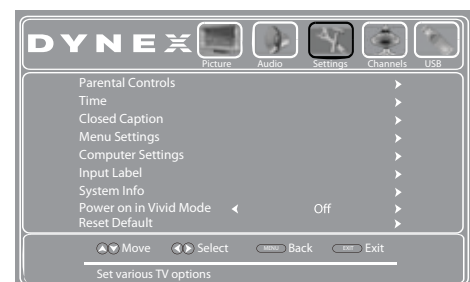 DYNEX
Picture Audio Settings Channels USB
Parental Controls
Time
Closed Caption
Menu Settings
Computer Settings
Input Label
System Info
Power on in Vivid Mode Off
Reset Default
Move Select MENU Back EXIT Exit
Set various TV options